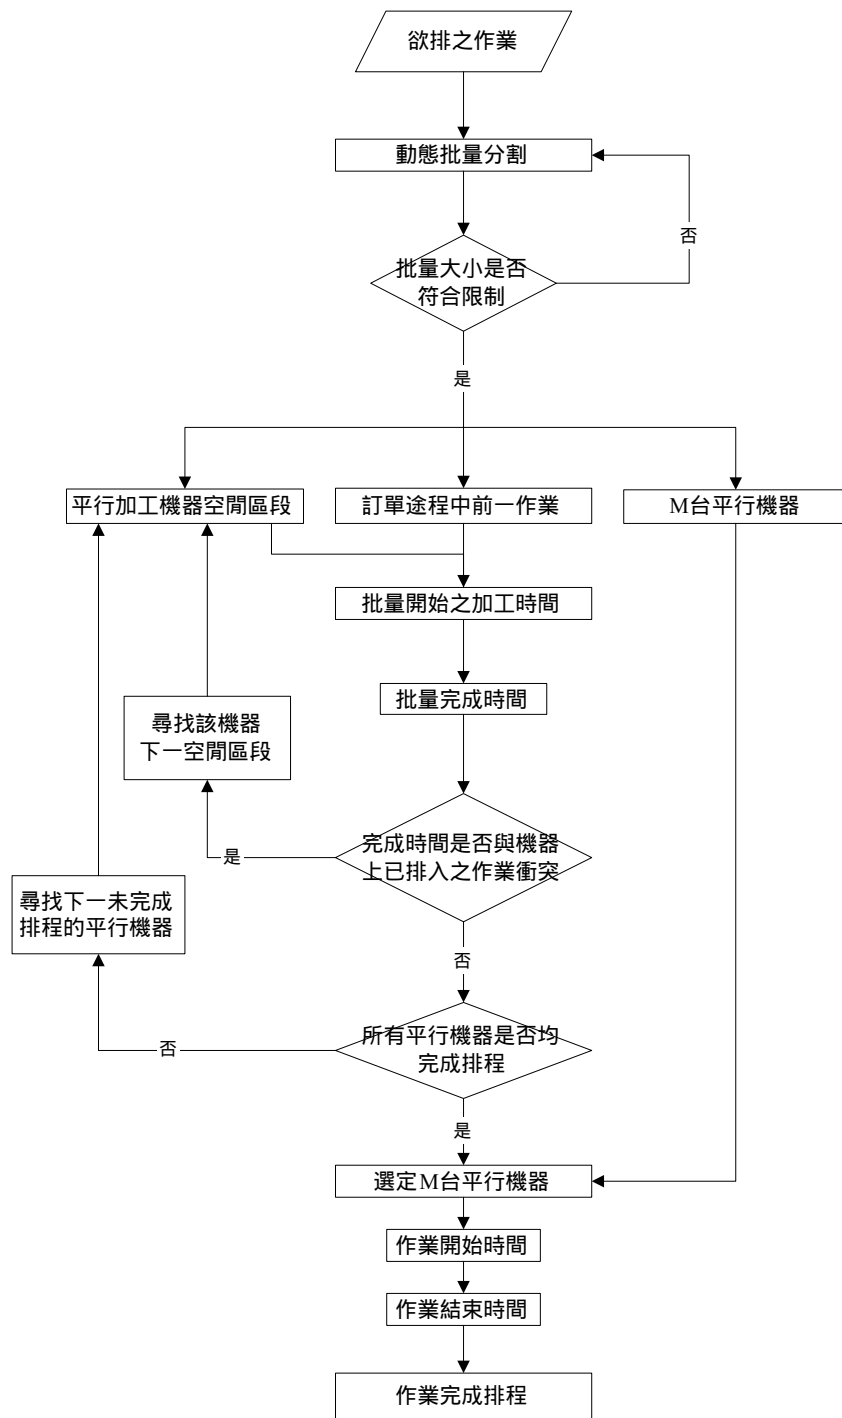 欲排之作業
動態批量分割
否
批量大小是否
符合限制
是
平行加工機器空閒區段
訂單途程中前一作業
M台平行機器
批量開始之加工時間
批量完成時間
尋找該機器
下一空閒區段
完成時間是否與機器
上已排入之作業衝突
是
尋找下一未完成
排程的平行機器
否
所有平行機器是否均
完成排程
否
是
選定M台平行機器
作業開始時間
作業結束時間
作業完成排程